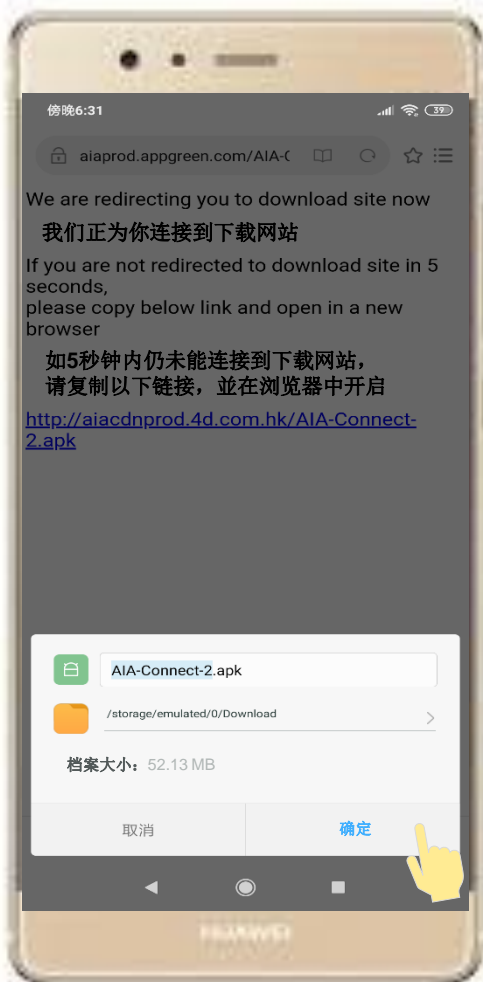 傍晚6:31
39
aiaprod.appgreen.com/AIA-C
We are redirecting you to download site now
我们正为你连接到下载网站
If you are not redirected to download site in 5
seconds,
please copy below link and open in a new
browser
如5秒钟内仍未能连接到下载网站，
请复制以下链接，並在浏览器中开启
http://aiacdnprod.4d.com.hk/AIA-Connect-
2.apk
AIA-Connect-2.apk
/storage/emulated/0/Download
档案大小：52.13 MB
取消
确定
HUAWEI